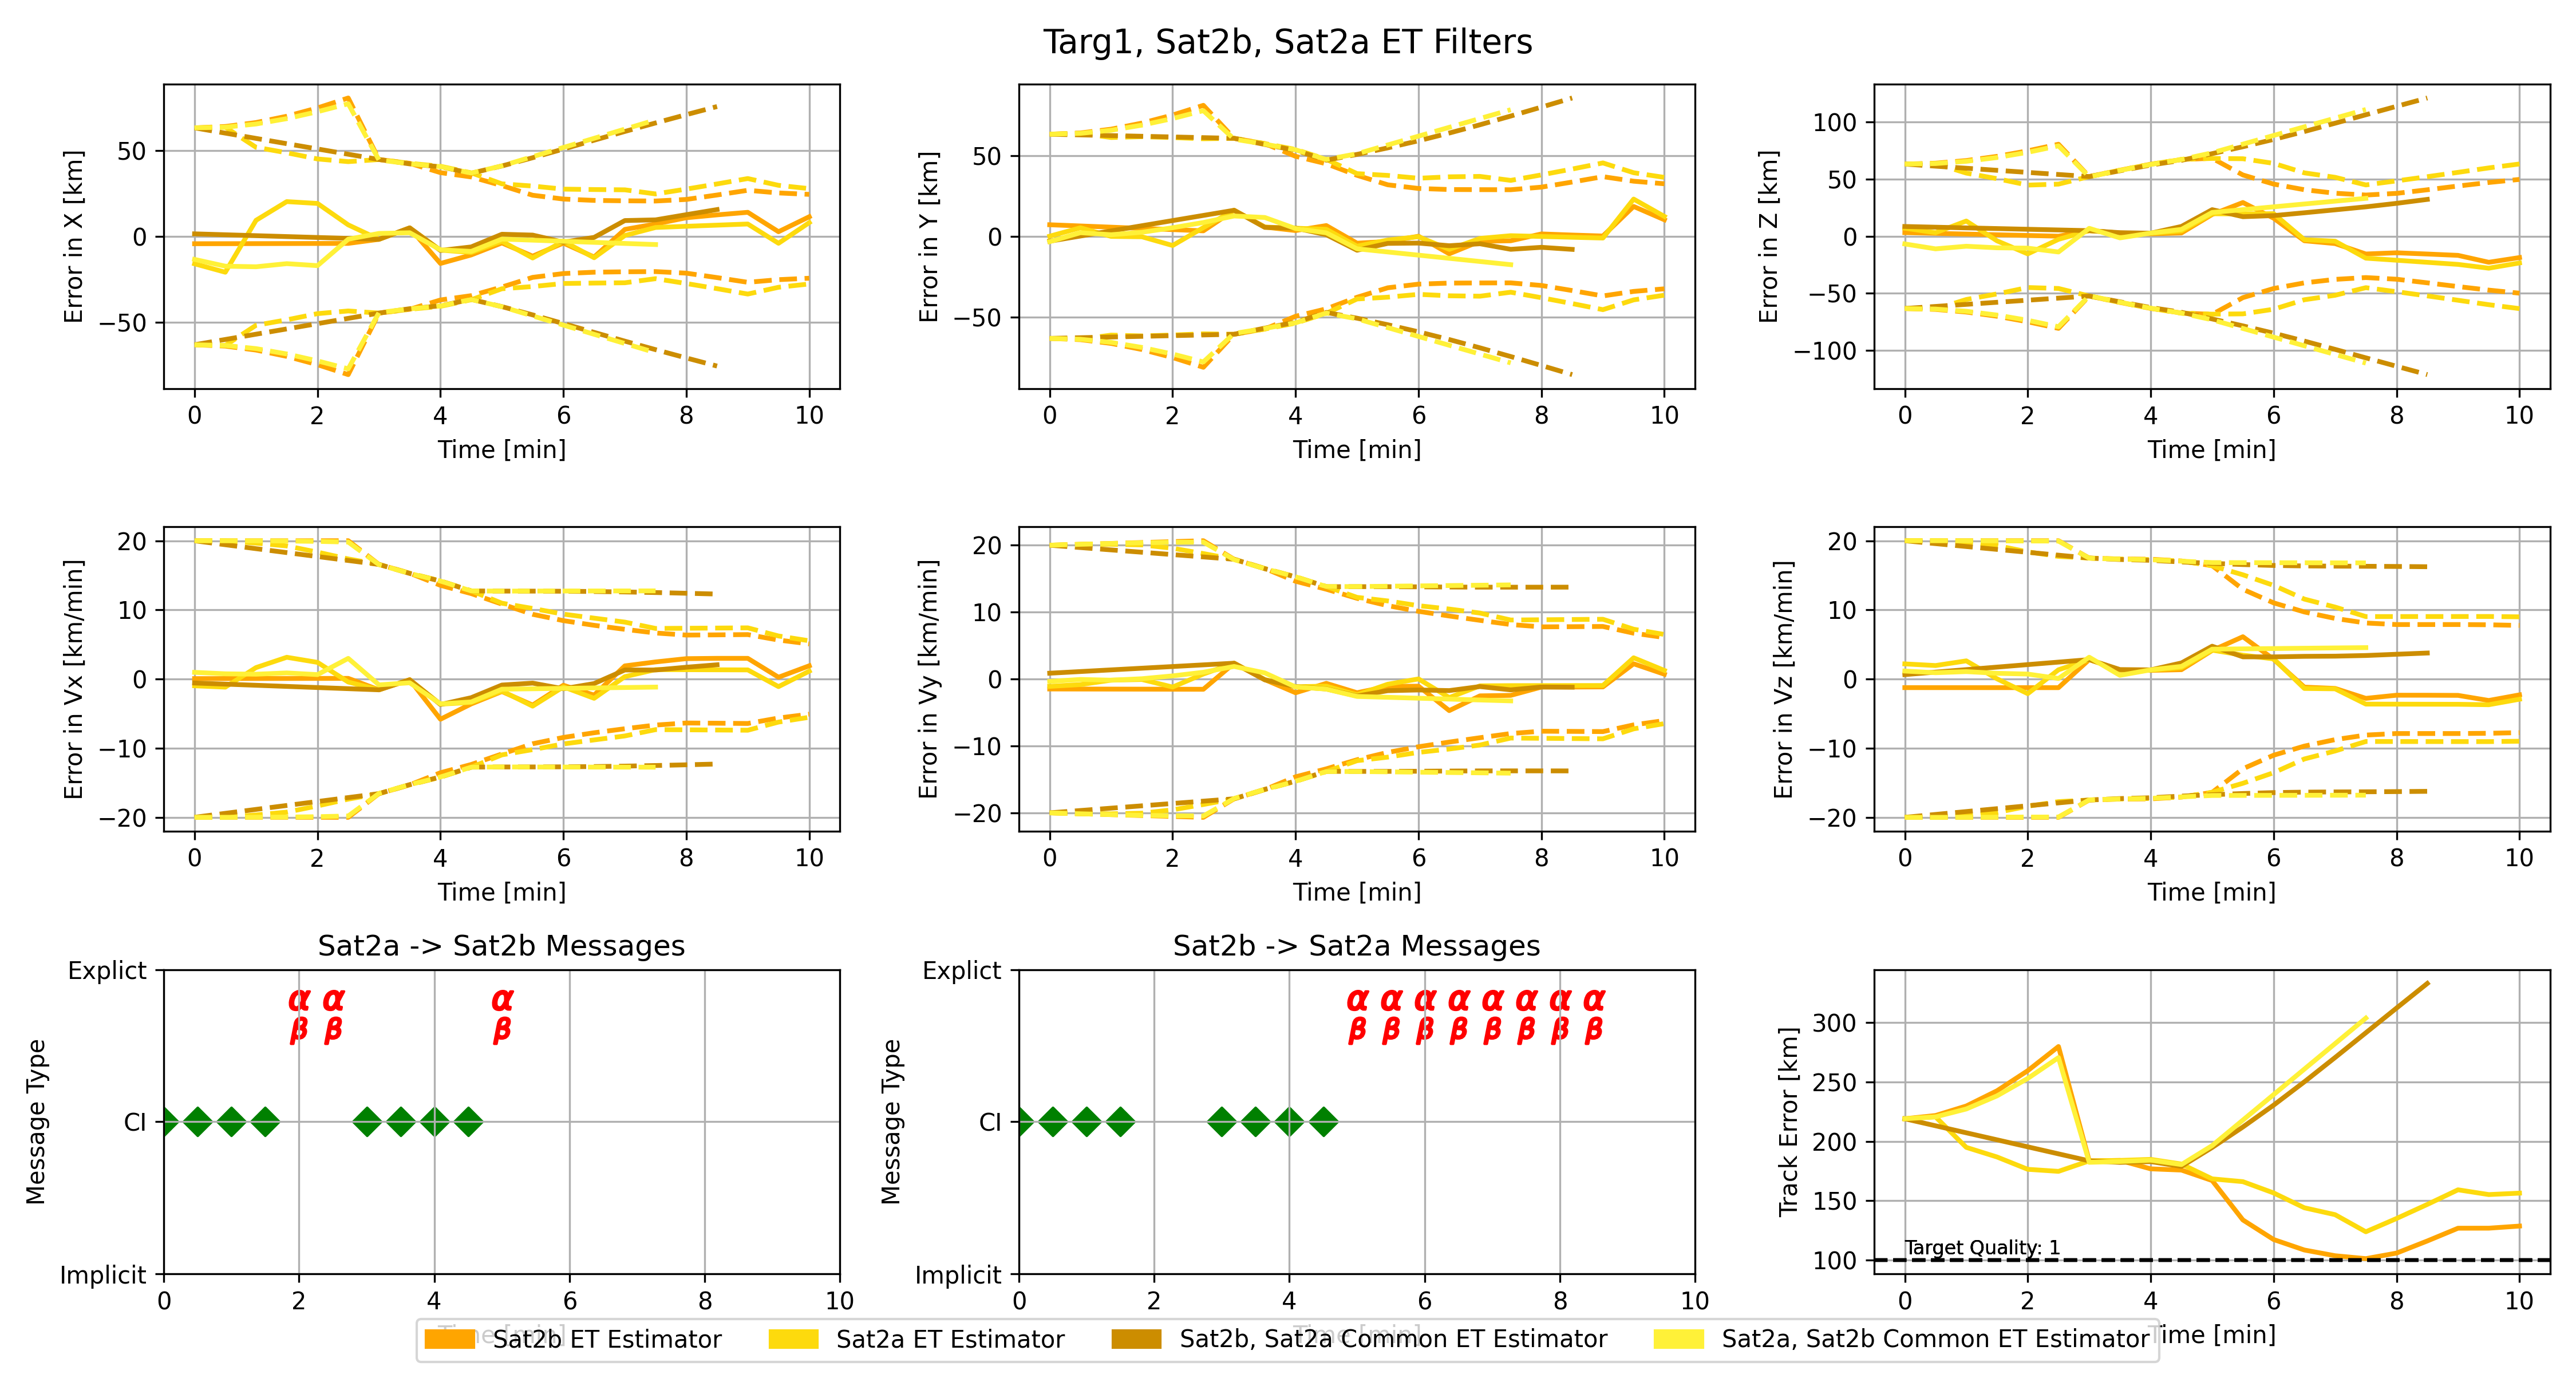 Targ1, Sat2b, Sat2a ET Filters
Error in X [km]
50
0
−50
0 2 4 6 8 10
Time [min]
Error in Y [km]
50
0
−50
0 2 4 6 8 10
Time [min]
Error in Z [km]
100
50
0
−50
−100
0 2 4 6 8 10
Time [min]
Error in Vx [km/min]
20
10
0
−10
−20
0 2 4 6 8 10
Time [min]
Error in Vy [km/min]
20
10
0
−10
−20
0 2 4 6 8 10
Time [min]
Error in Vz [km/min]
20
10
0
−10
−20
0 2 4 6 8 10
Time [min]
Sat2a -> Sat2b Messages
Message Type
Explict
α α α
β β β
CI
Implicit
0 2 4 6 8 10
Time [min]
Sat2b -> Sat2a Messages
Message Type
Explict
α α α α α α α α
β β β β β β β β
CI
Implicit
0 2 4 6 8 10
Time [min]
Track Error [km]
300
250
200
150
100
Target Quality: 1
0 2 4 6 8 10
Time [min]
Sat2b ET Estimator Sat2a ET Estimator Sat2b, Sat2a Common ET Estimator Sat2a, Sat2b Common ET Estimator